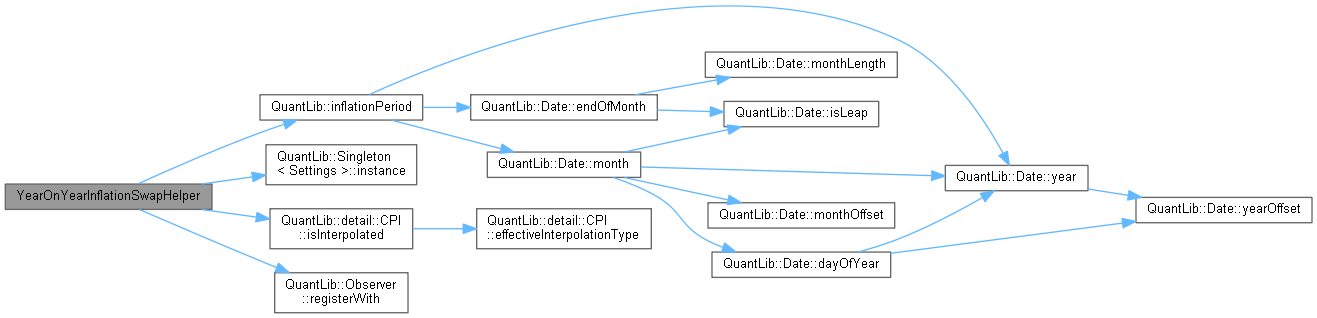 YearOnYearInflationSwapHelper
QuantLib::inflationPeriod
QuantLib::Singleton
< Settings >::instance
QuantLib::detail::CPI
::isInterpolated
QuantLib::Observer
::registerWith
QuantLib::Date::endOfMonth
QuantLib::Date::month
QuantLib::detail::CPI
::effectiveInterpolationType
QuantLib::Date::monthLength
QuantLib::Date::isLeap
QuantLib::Date::monthOffset
QuantLib::Date::dayOfYear
QuantLib::Date::year
QuantLib::Date::yearOffset